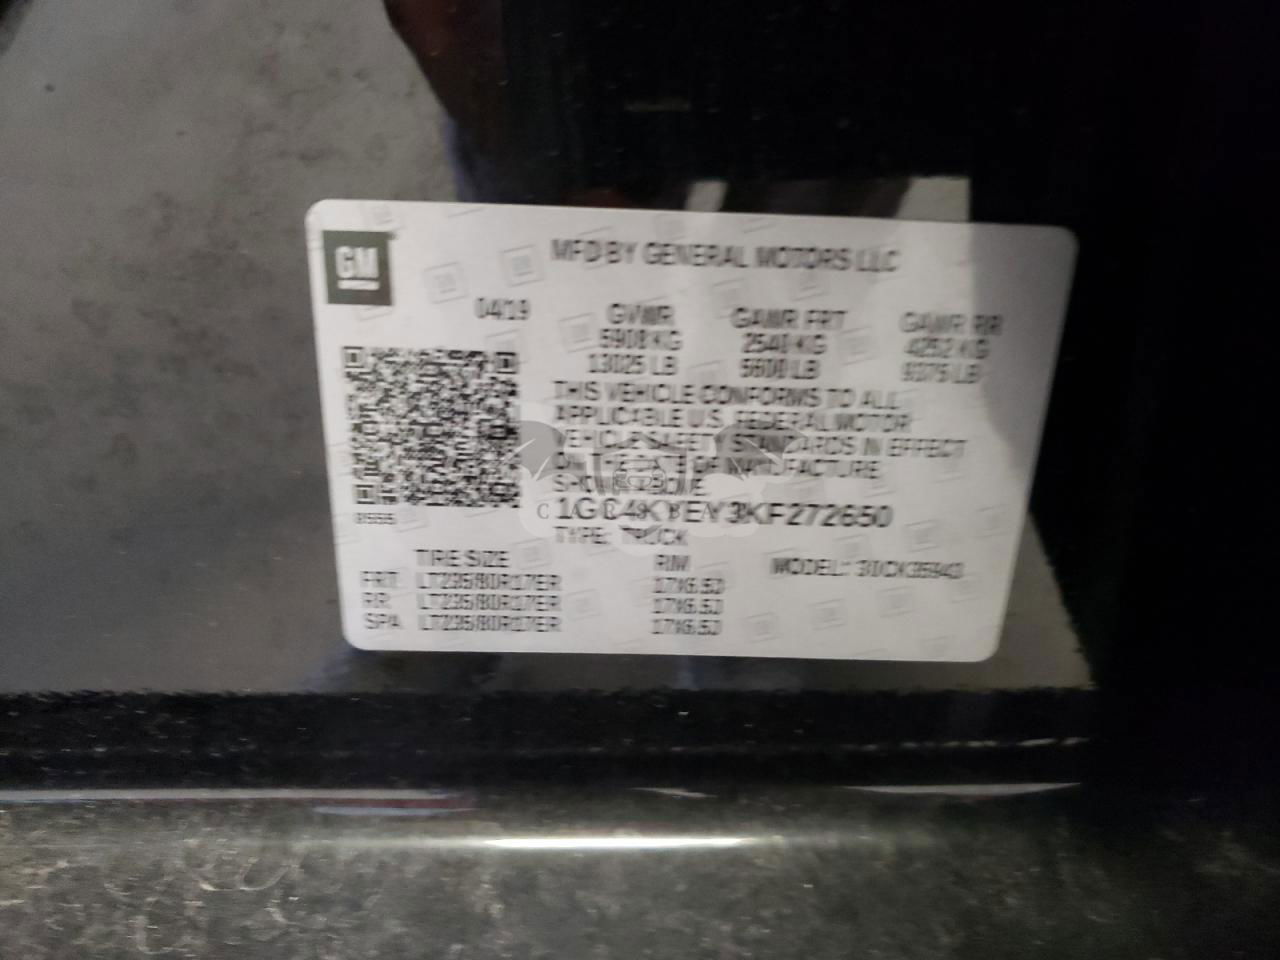 GM
MFD BY GENERAL MOTORS LLC
04/19 GVWR GAWR FRT GAWR RR
5908 KG 2540 KG 4252 KG
13025 LB 5600 LB 9375 LB
THIS VEHICLE CONFORMS TO ALL
APPLICABLE U.S. FEDERAL MOTOR
VEHICLE SAFETY STANDARDS IN EFFECT
ON THE DATE OF MANUFACTURE
SHOWN ABOVE
TYPE: TRUCK
TIRE SIZE RIM MODEL:
FRT LT235/80R17ER 17X6.5J
RR LT235/80R17ER 17X6.5J
SPA LT235/80R17ER 17X6.5J